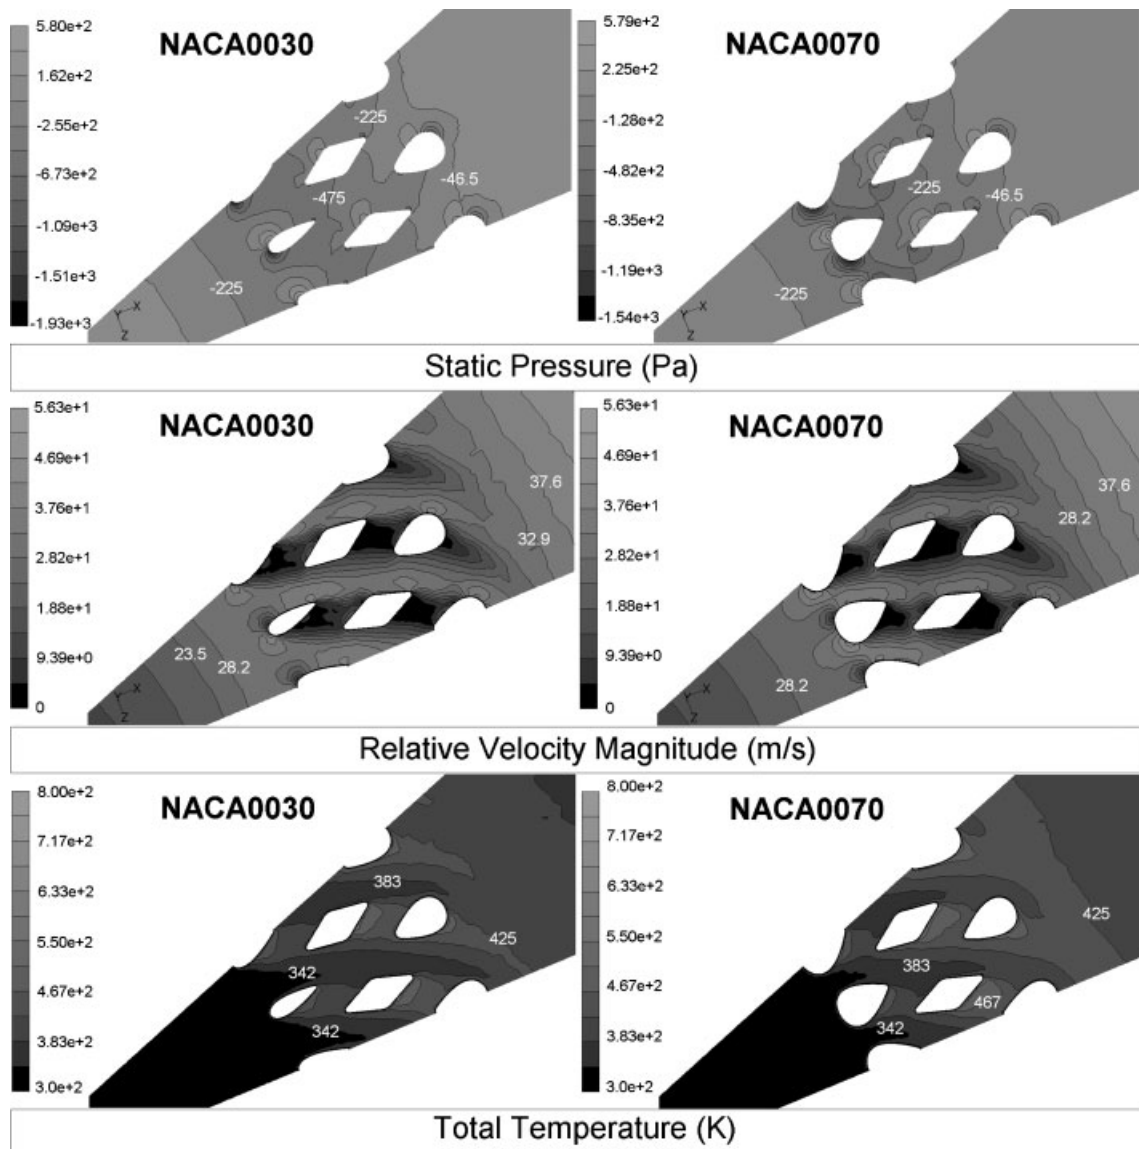 NACA0030
5.80e+2
1.62e+2
-2.55e+2
-6.73e+2
-1.09e+3
-1.51e+3
-1.93e+3
-225
-46.5
-475
-225
Y X
Z
NACA0070
5.79e+2
2.25e+2
-1.28e+2
-4.82e+2
-8.35e+2
-1.19e+3
-1.54e+3
-225
-46.5
-225
Y X
Z
Static Pressure (Pa)
NACA0030
5.63e+1
4.69e+1
3.76e+1
2.82e+1
1.88e+1
9.39e+0
0
37.6
32.9
23.5
28.2
Y X
Z
NACA0070
5.63e+1
4.69e+1
3.76e+1
2.82e+1
1.88e+1
9.39e+0
0
37.6
28.2
28.2
Y X
Z
Relative Velocity Magnitude (m/s)
NACA0030
8.00e+2
7.17e+2
6.33e+2
5.50e+2
4.67e+2
3.83e+2
3.0e+2
383
425
342
342
NACA0070
8.00e+2
7.17e+2
6.33e+2
5.50e+2
4.67e+2
3.83e+2
3.0e+2
425
383
467
342
Total Temperature (K)